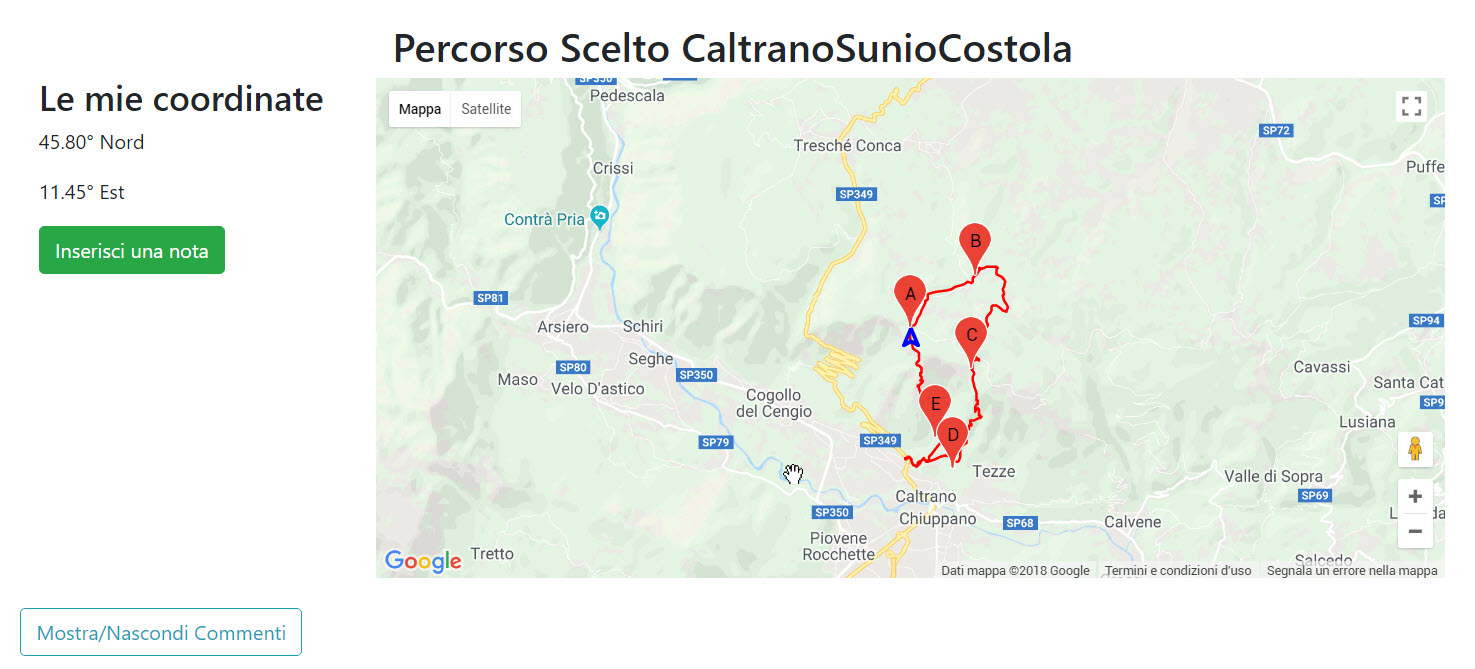 Percorso Scelto CaltranoSunioCostola
Le mie coordinate
45.80° Nord
11.45° Est
Inserisci una nota
Mappa
Satellite
SP350
Pedescala
SP72
Tresché Conca
Crissi
Puffe
SP349
Contrà Pria
B
A
SP81
Arsiero
Schiri
SP94
C
Seghe
SP80
SP350
Maso
Velo D'astico
Cavassi
Santa Cat
Cogollo
del Cengio
E
SP9
Lusiana
D
SP79
SP349
Tezze
Valle di Sopra
SP69
Caltrano
SP350
Chiuppano
SP68
Calvene
Piovene
Rocchette
Tretto
Google
Salcedo
Dati mappa ©2018 Google
Termini e condizioni d'uso
Segnala un errore nella mappa
Mostra/Nascondi Commenti